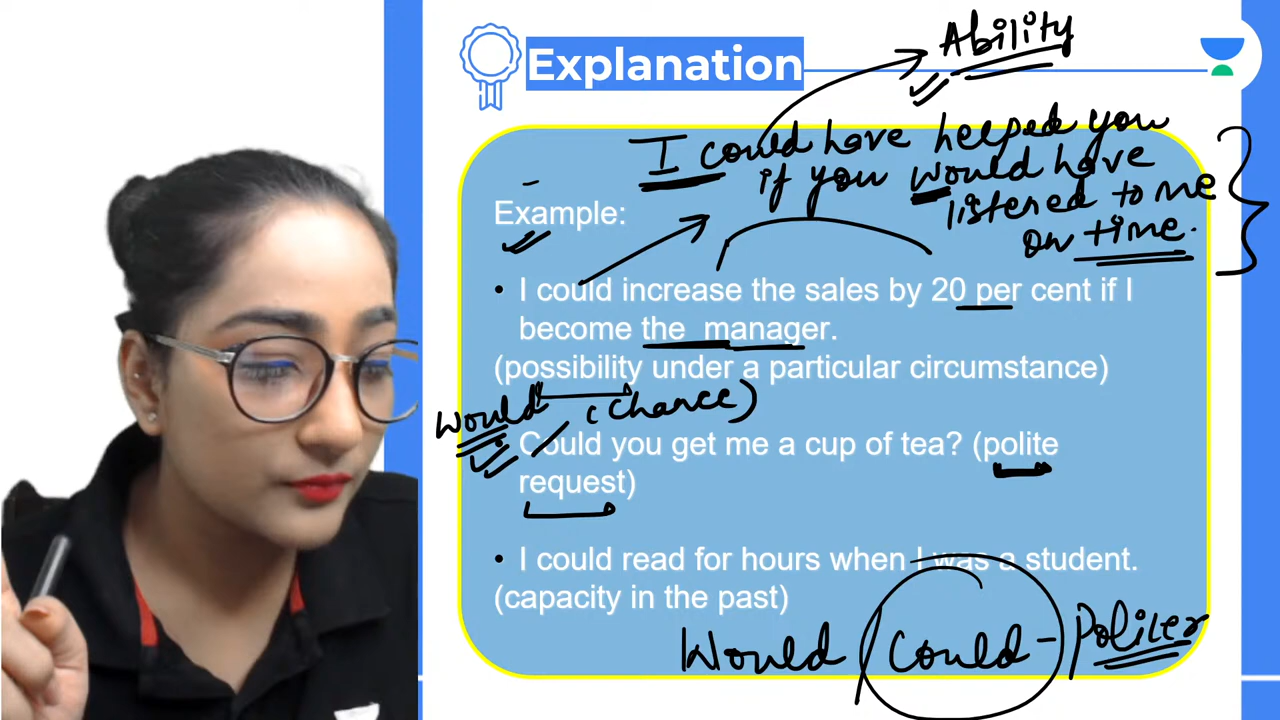 Explanation
Ability
I could have helped you
if you would have
listened to me
on time.
Example:
• I could increase the sales by 20 per cent if I
become the manager.
(possibility under a particular circumstance)
Would (Chance)
• Could you get me a cup of tea? (polite
request)
• I could read for hours when I was a student.
(capacity in the past)
Would / Could - Politer